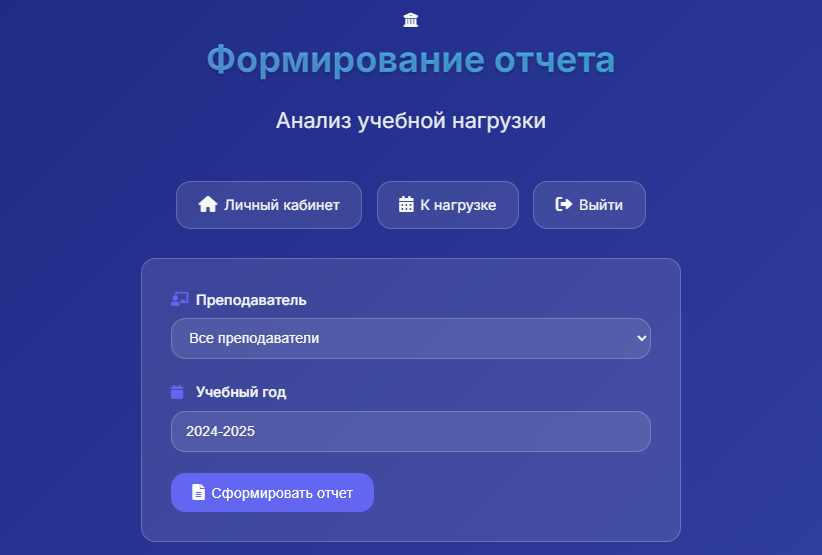 Формирование отчета
Анализ учебной нагрузки
Личный кабинет
К нагрузке
Выйти
Преподаватель
Все преподаватели
Учебный год
2024-2025
Сформировать отчет